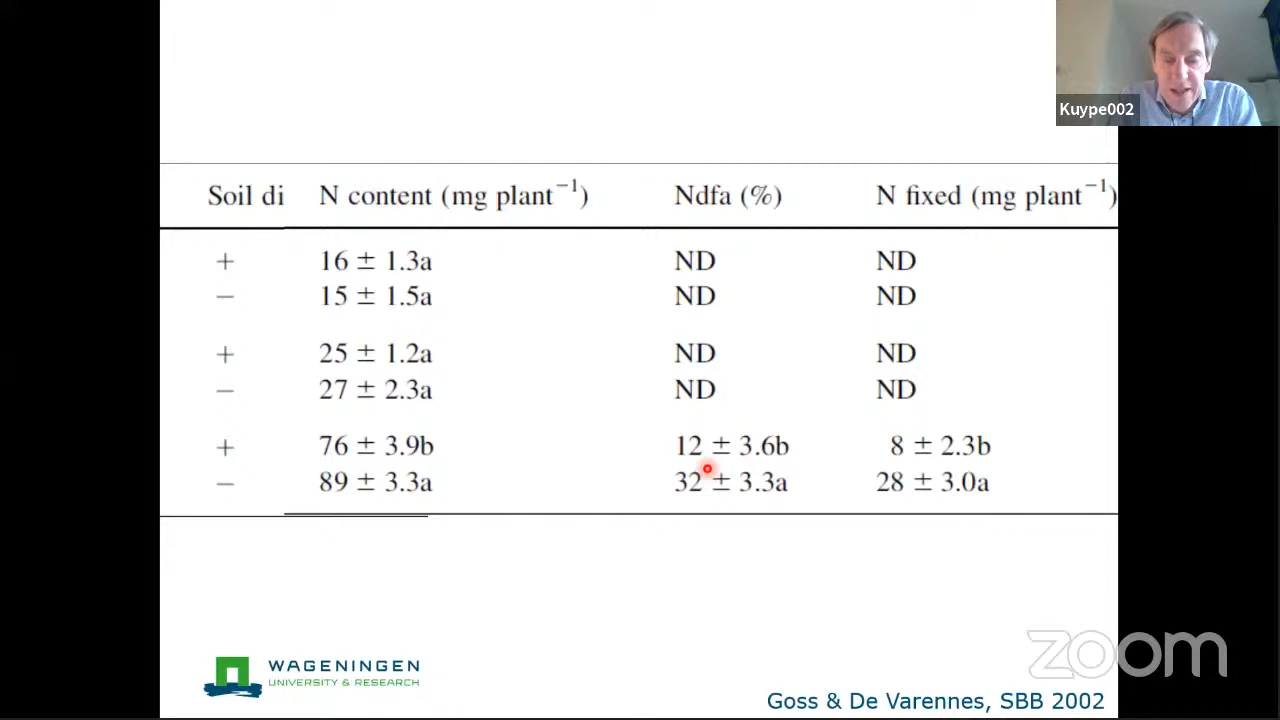 Kuype002
Soil di N content (mg plant⁻¹) Ndfa (%) N fixed (mg plant⁻¹)
+ 16 ± 1.3a ND ND
− 15 ± 1.5a ND ND
+ 25 ± 1.2a ND ND
− 27 ± 2.3a ND ND
+ 76 ± 3.9b 12 ± 3.6b 8 ± 2.3b
− 89 ± 3.3a 32 ± 3.3a 28 ± 3.0a
WAGENINGEN
UNIVERSITY & RESEARCH
zoom
Goss & De Varennes, SBB 2002